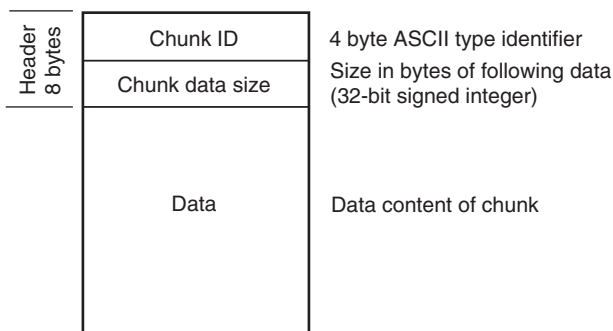 Header
8 bytes
Chunk ID
4 byte ASCII type identifier
Chunk data size
Size in bytes of following data
(32-bit signed integer)
Data
Data content of chunk